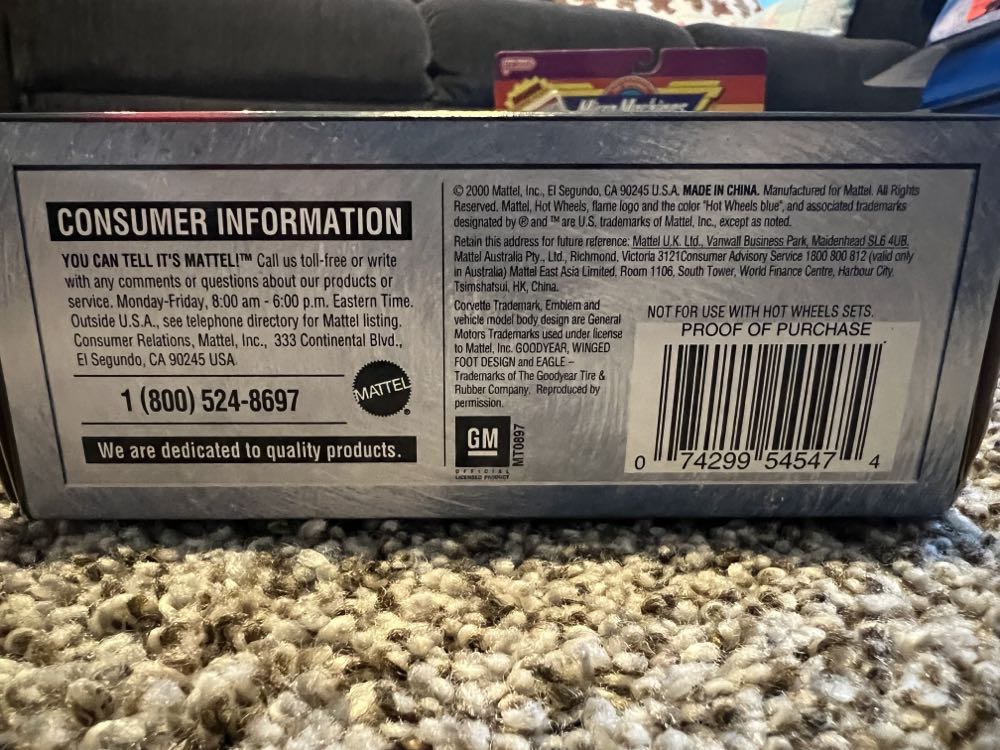 Micro Machines
CONSUMER INFORMATION
YOU CAN TELL IT'S MATTEL!™ Call us toll-free or write
with any comments or questions about our products or
service. Monday-Friday, 8:00 am - 6:00 p.m. Eastern Time.
Outside U.S.A., see telephone directory for Mattel listing.
Consumer Relations, Mattel, Inc., 333 Continental Blvd.,
El Segundo, CA 90245 USA
1 (800) 524-8697
MATTEL
®
We are dedicated to quality products.
© 2000 Mattel, Inc., El Segundo, CA 90245 U.S.A. MADE IN CHINA. Manufactured for Mattel. All Rights
Reserved. Mattel, Hot Wheels, flame logo and the color "Hot Wheels blue", and associated trademarks
designated by ® and ™ are U.S. trademarks of Mattel, Inc., except as noted.
Retain this address for future reference: Mattel U.K. Ltd., Vanwall Business Park, Maidenhead SL6 4UB.
Mattel Australia Pty., Ltd., Richmond, Victoria 3121Consumer Advisory Service 1800 800 812 (valid only
in Australia) Mattel East Asia Limited, Room 1106, South Tower, World Finance Centre, Harbour City,
Tsimshatsui, HK, China.
Corvette Trademark, Emblem and
vehicle model body design are General
Motors Trademarks used under license
to Mattel, Inc. GOODYEAR, WINGED
FOOT DESIGN and EAGLE –
Trademarks of The Goodyear Tire &
Rubber Company. Reproduced by
permission.
GM
OFFICIAL
LICENSED PRODUCT
MT0897
NOT FOR USE WITH HOT WHEELS SETS.
PROOF OF PURCHASE
0 74299 54547 4